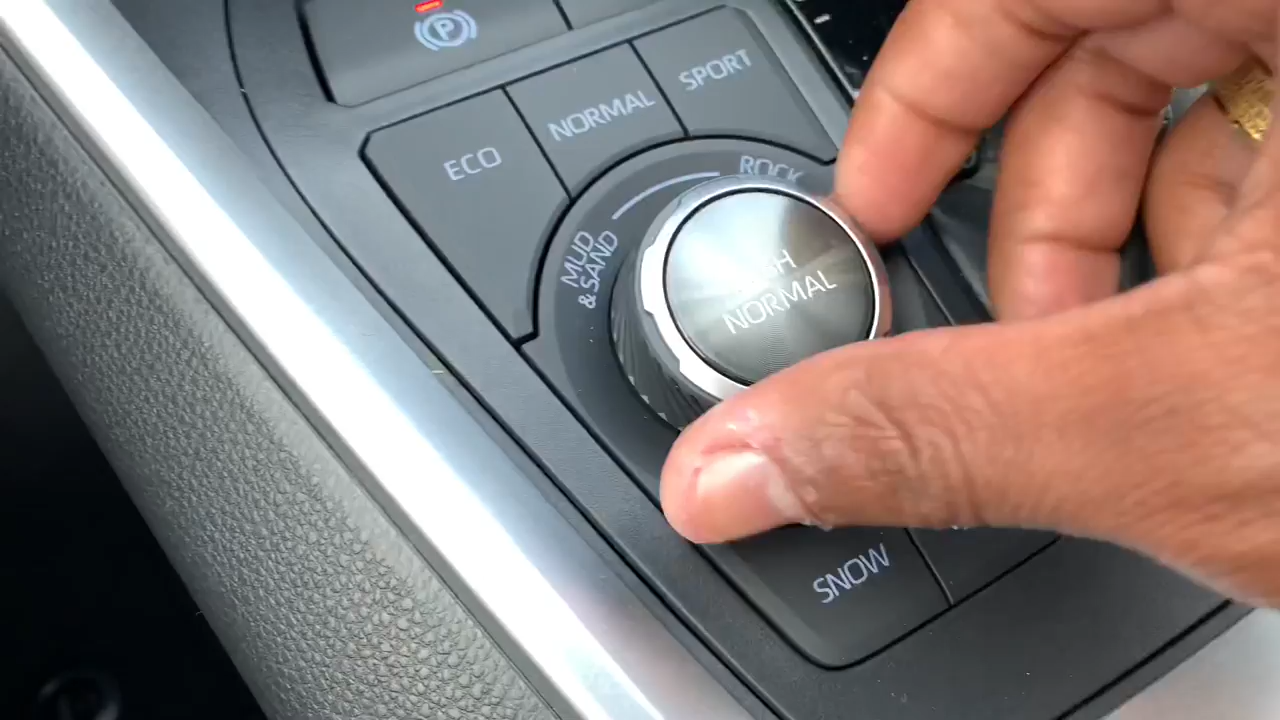 P
ECO
NORMAL
SPORT
ROCK
MUD
& SAND
NORMAL
SNOW